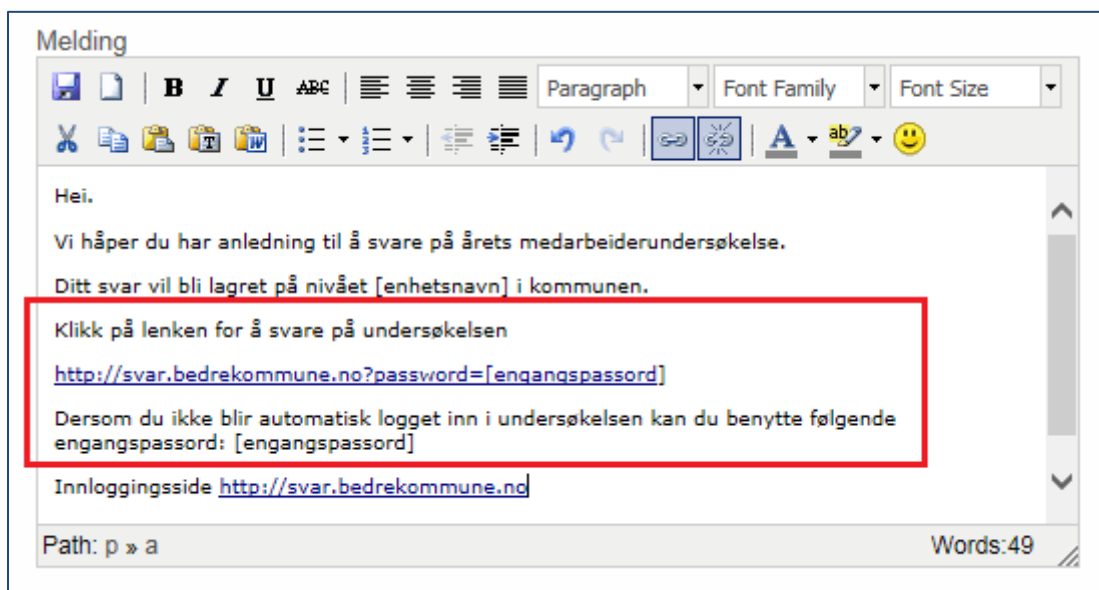 Melding
B I U ABC Paragraph Font Family Font Size
A ab
Hei.
Vi håper du har anledning til å svare på årets medarbeiderundersøkelse.
Ditt svar vil bli lagret på nivået [enhetsnavn] i kommunen.
Klikk på lenken for å svare på undersøkelsen
http://svar.bedrekommune.no?password=[engangspassord]
Dersom du ikke blir automatisk logget inn i undersøkelsen kan du benytte følgende
engangspassord: [engangspassord]
Innloggingsside http://svar.bedrekommune.no
Path: p » a Words:49